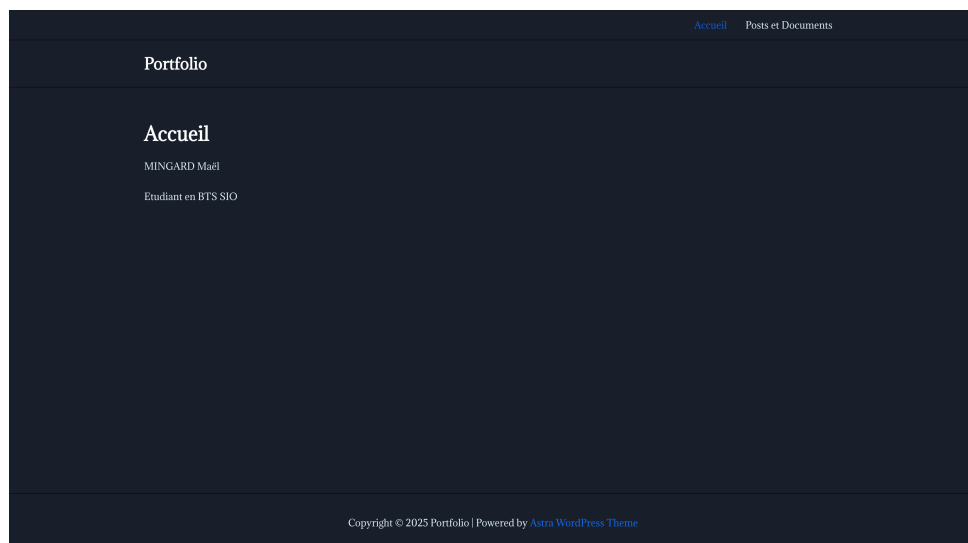 Accueil Posts et Documents
Portfolio
Accueil
MINGARD Maël
Etudiant en BTS SIO
Copyright © 2025 Portfolio | Powered by Astra WordPress Theme